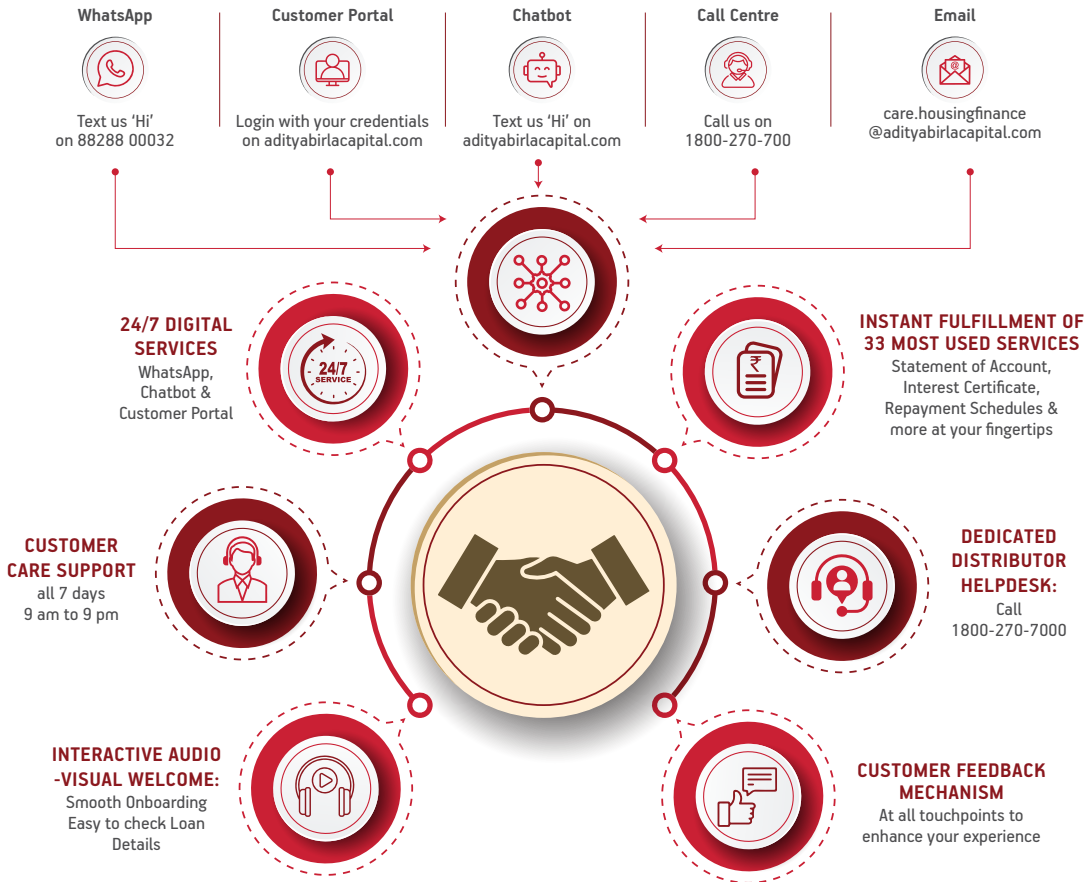 WhatsApp
Text us ‘Hi’
on 88288 00032
Customer Portal
Login with your credentials
on adityabirlacapital.com
Chatbot
Text us ‘Hi’ on
adityabirlacapital.com
Call Centre
Call us on
1800-270-700
Email
@
care.housingfinance
@adityabirlacapital.com
24/7 DIGITAL
SERVICES
WhatsApp,
Chatbot &
Customer Portal
24/7
SERVICE
₹
INSTANT FULFILLMENT OF
33 MOST USED SERVICES
Statement of Account,
Interest Certificate,
Repayment Schedules &
more at your fingertips
CUSTOMER
CARE SUPPORT
all 7 days
9 am to 9 pm
DEDICATED
DISTRIBUTOR
HELPDESK:
Call
1800-270-7000
INTERACTIVE AUDIO
-VISUAL WELCOME:
Smooth Onboarding
Easy to check Loan
Details
CUSTOMER FEEDBACK
MECHANISM
At all touchpoints to
enhance your experience